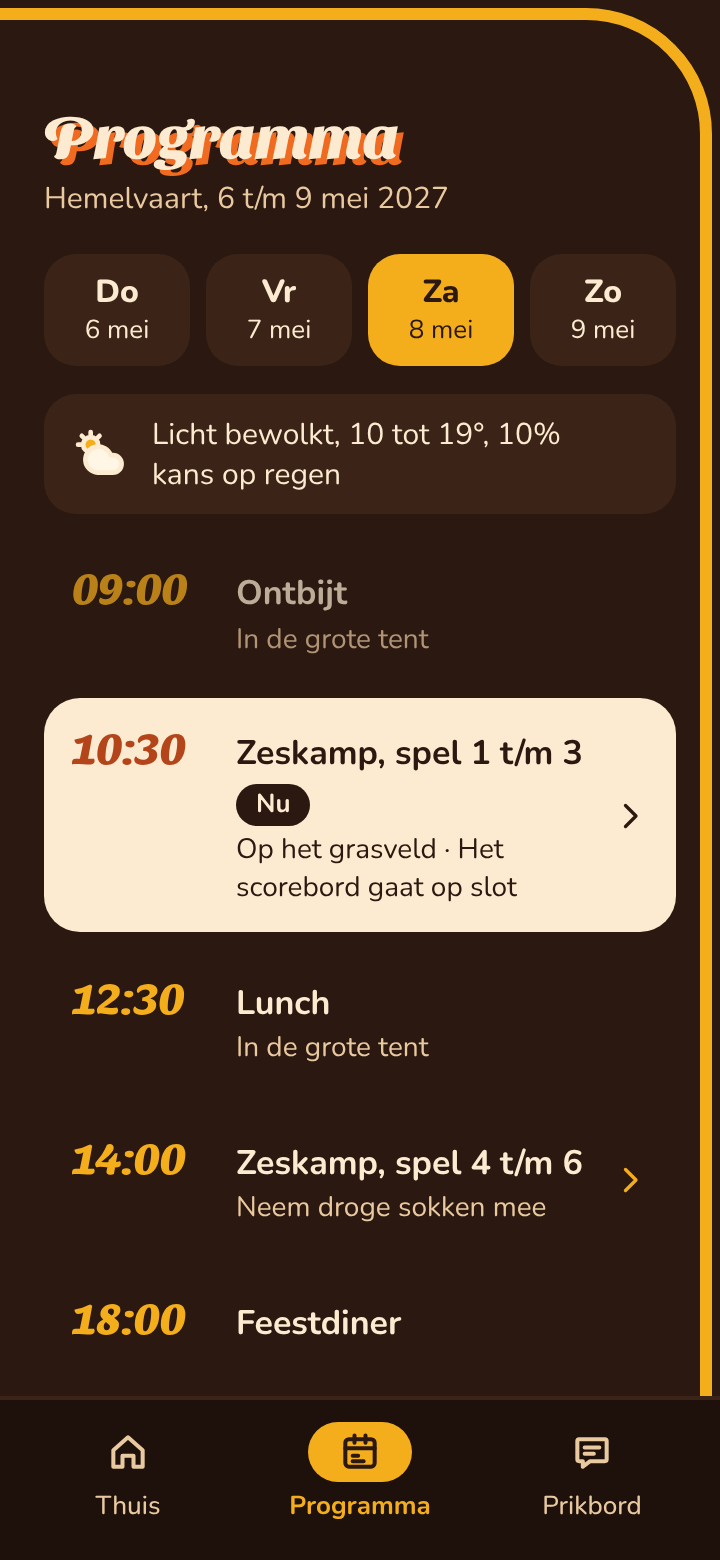 Programma
Hemelvaart, 6 t/m 9 mei 2027
Do
6 mei
Vr
7 mei
Za
8 mei
Zo
9 mei
Licht bewolkt, 10 tot 19°, 10%
kans op regen
09:00
Ontbijt
In de grote tent
10:30
Zeskamp, spel 1 t/m 3
Nu
Op het grasveld · Het
scorebord gaat op slot
12:30
Lunch
In de grote tent
14:00
Zeskamp, spel 4 t/m 6
Neem droge sokken mee
18:00
Feestdiner
Thuis
Programma
Prikbord